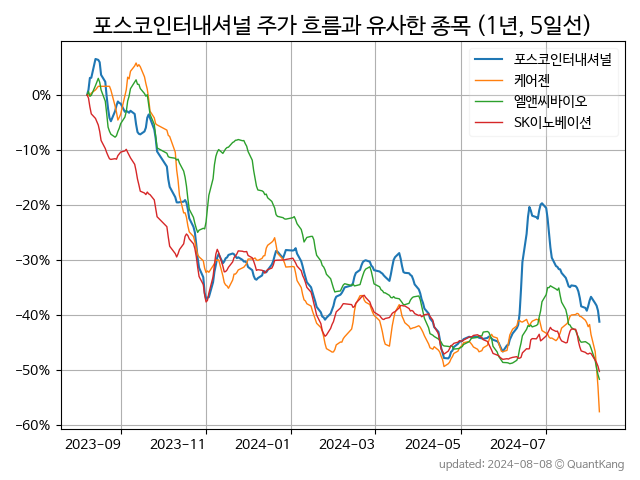 포스코인터내셔널 주가 흐름과 유사한 종목 (1년, 5일선)
포스코인터내셔널
케어젠
엘앤씨바이오
SK이노베이션
0%
−10%
−20%
−30%
−40%
−50%
−60%
2023-09 2023-11 2024-01 2024-03 2024-05 2024-07
updated: 2024-08-08 © QuantKang